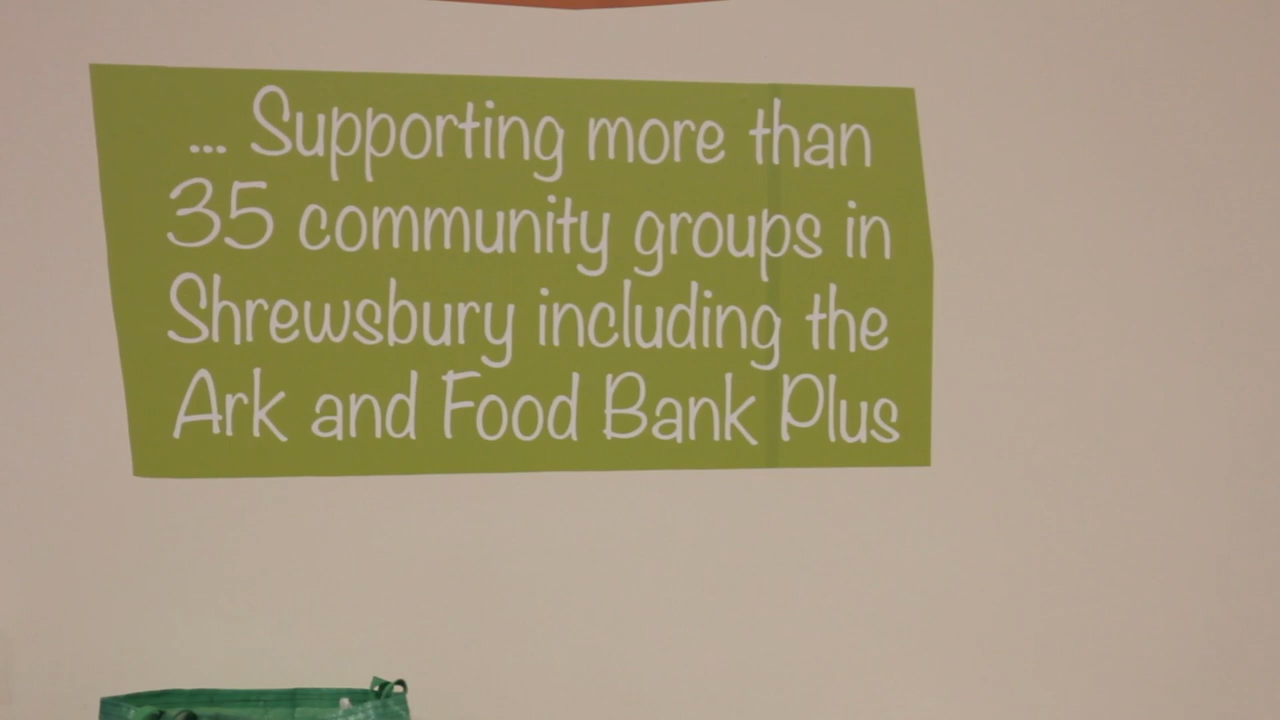 ... Supporting more than
35 community groups in
Shrewsbury including the
Ark and Food Bank Plus